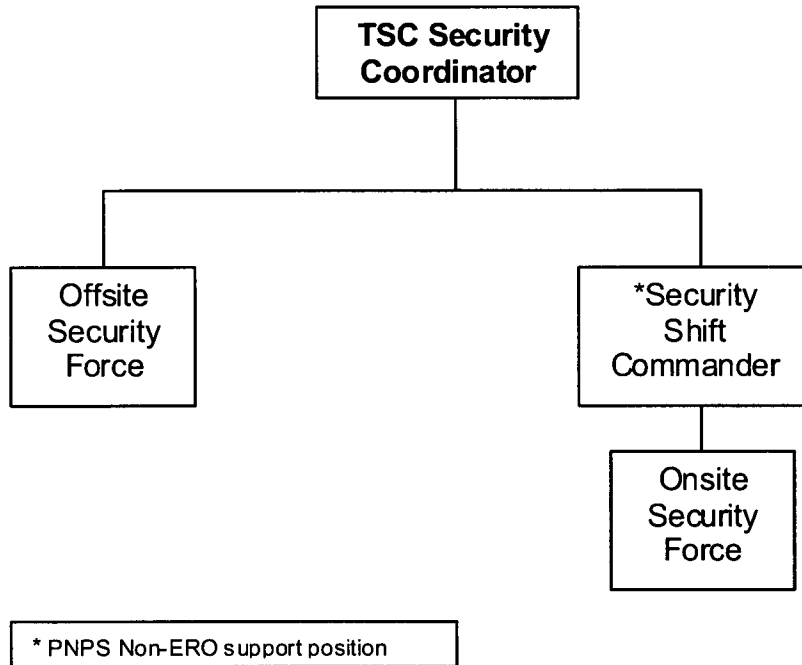 TSC Security
Coordinator
Offsite
Security
Force
*Security
Shift
Commander
Onsite
Security
Force
* PNPS Non-ERO support position